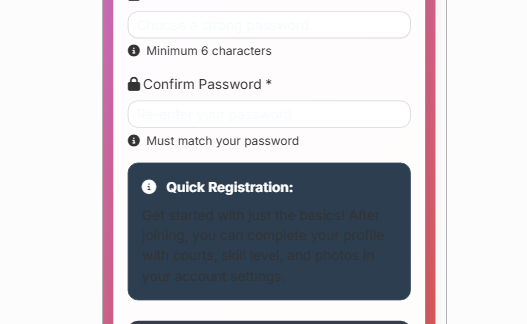 Choose a strong password
Minimum 6 characters
Confirm Password *
Re-enter your password
Must match your password
Quick Registration:
Get started with just the basics! After
joining, you can complete your profile
with courts, skill level, and photos in
your account settings.